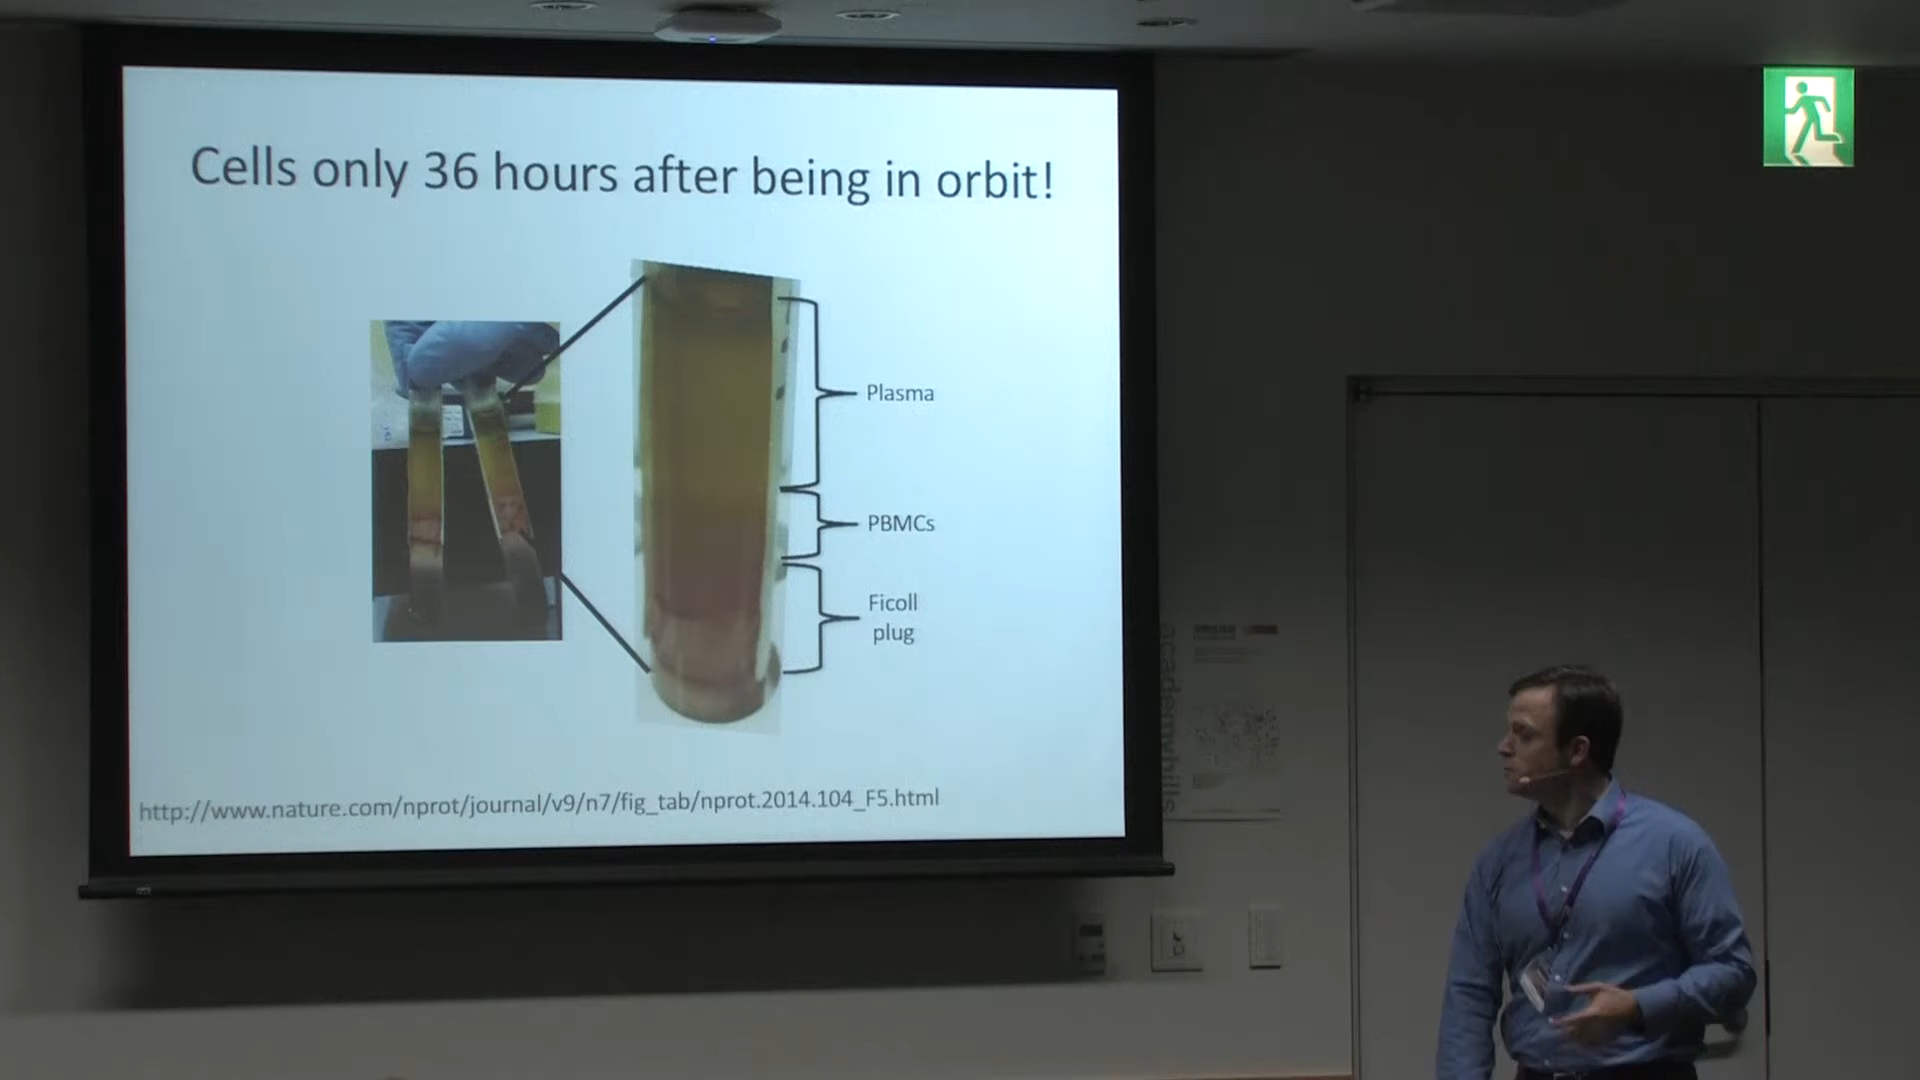 Cells only 36 hours after being in orbit!
Plasma
PBMCs
Ficoll
plug
http://www.nature.com/nprot/journal/v9/n7/fig_tab/nprot.2014.104_F5.html
academyhills